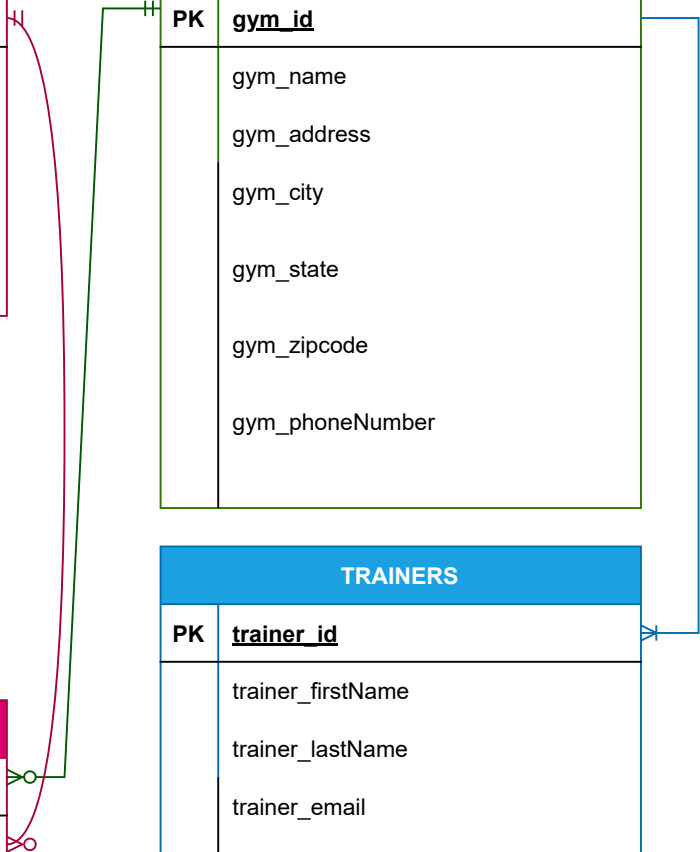 PK gym_id
gym_name
gym_address
gym_city
gym_state
gym_zipcode
gym_phoneNumber
TRAINERS
PK trainer_id
trainer_firstName
trainer_lastName
trainer_email